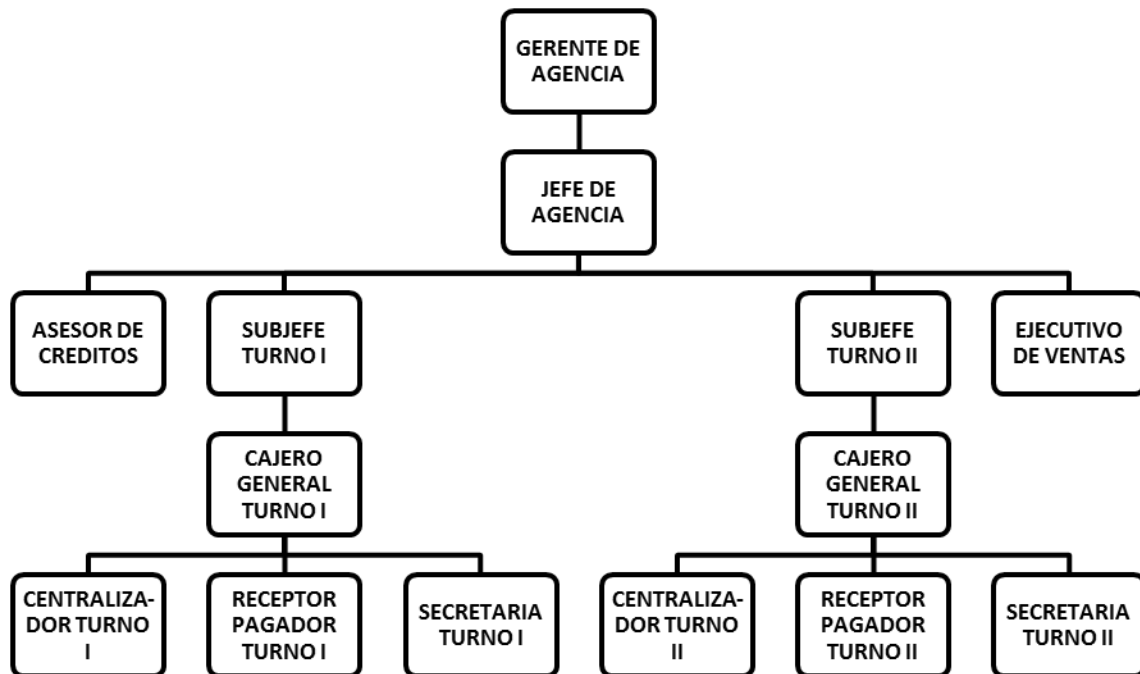 GERENTE DE
AGENCIA
JEFE DE
AGENCIA
ASESOR DE
CREDITOS
SUBJEFE
TURNO I
SUBJEFE
TURNO II
EJECUTIVO
DE VENTAS
CAJERO
GENERAL
TURNO I
CAJERO
GENERAL
TURNO II
CENTRALIZA-
DOR TURNO
I
RECEPTOR
PAGADOR
TURNO I
SECRETARIA
TURNO I
CENTRALIZA-
DOR TURNO
II
RECEPTOR
PAGADOR
TURNO II
SECRETARIA
TURNO II